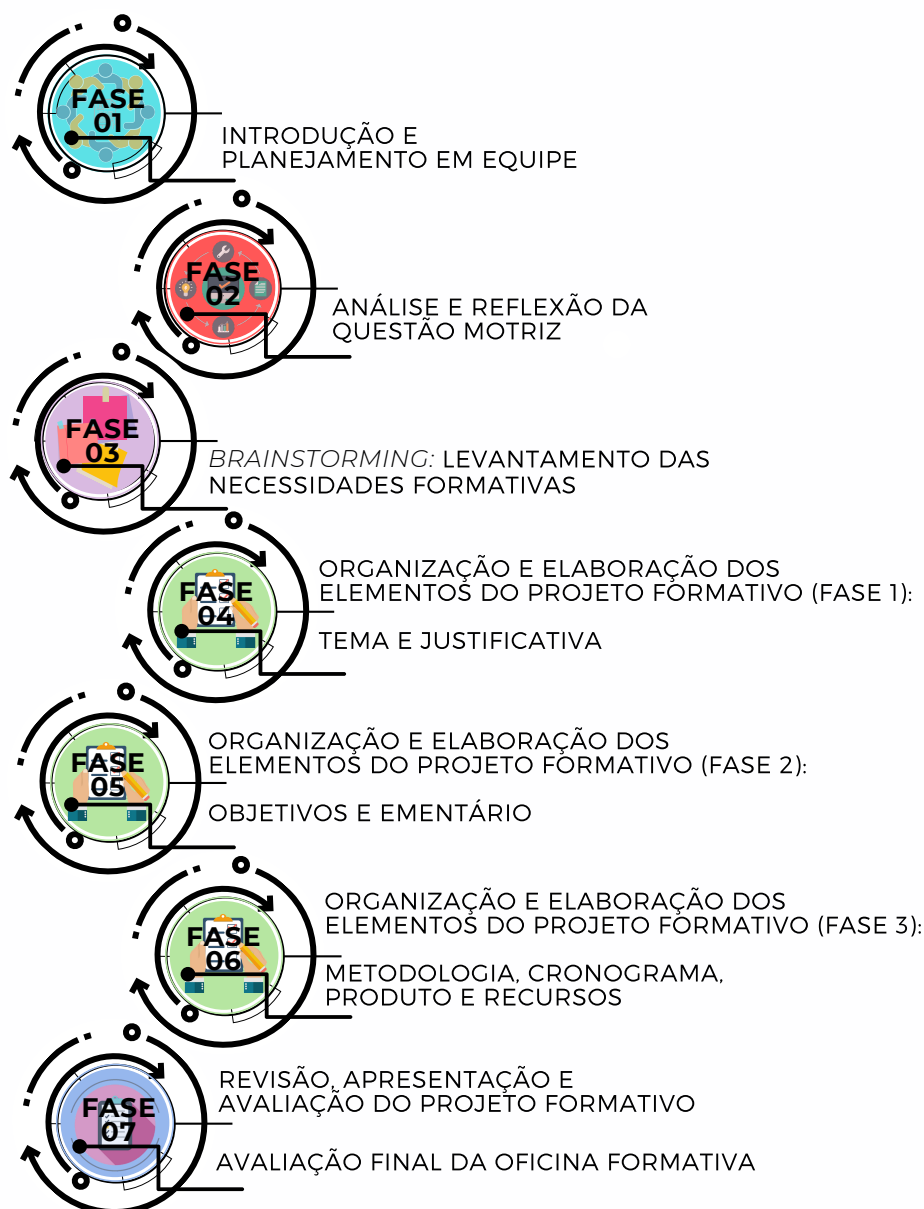 FASE
01
INTRODUÇÃO E
PLANEJAMENTO EM EQUIPE
FASE
02
ANÁLISE E REFLEXÃO DA
QUESTÃO MOTRIZ
FASE
03
BRAINSTORMING: LEVANTAMENTO DAS
NECESSIDADES FORMATIVAS
FASE
04
ORGANIZAÇÃO E ELABORAÇÃO DOS
ELEMENTOS DO PROJETO FORMATIVO (FASE 1):
TEMA E JUSTIFICATIVA
FASE
05
ORGANIZAÇÃO E ELABORAÇÃO DOS
ELEMENTOS DO PROJETO FORMATIVO (FASE 2):
OBJETIVOS E EMENTÁRIO
FASE
06
ORGANIZAÇÃO E ELABORAÇÃO DOS
ELEMENTOS DO PROJETO FORMATIVO (FASE 3):
METODOLOGIA, CRONOGRAMA,
PRODUTO E RECURSOS
FASE
07
REVISÃO, APRESENTAÇÃO E
AVALIAÇÃO DO PROJETO FORMATIVO
AVALIAÇÃO FINAL DA OFICINA FORMATIVA